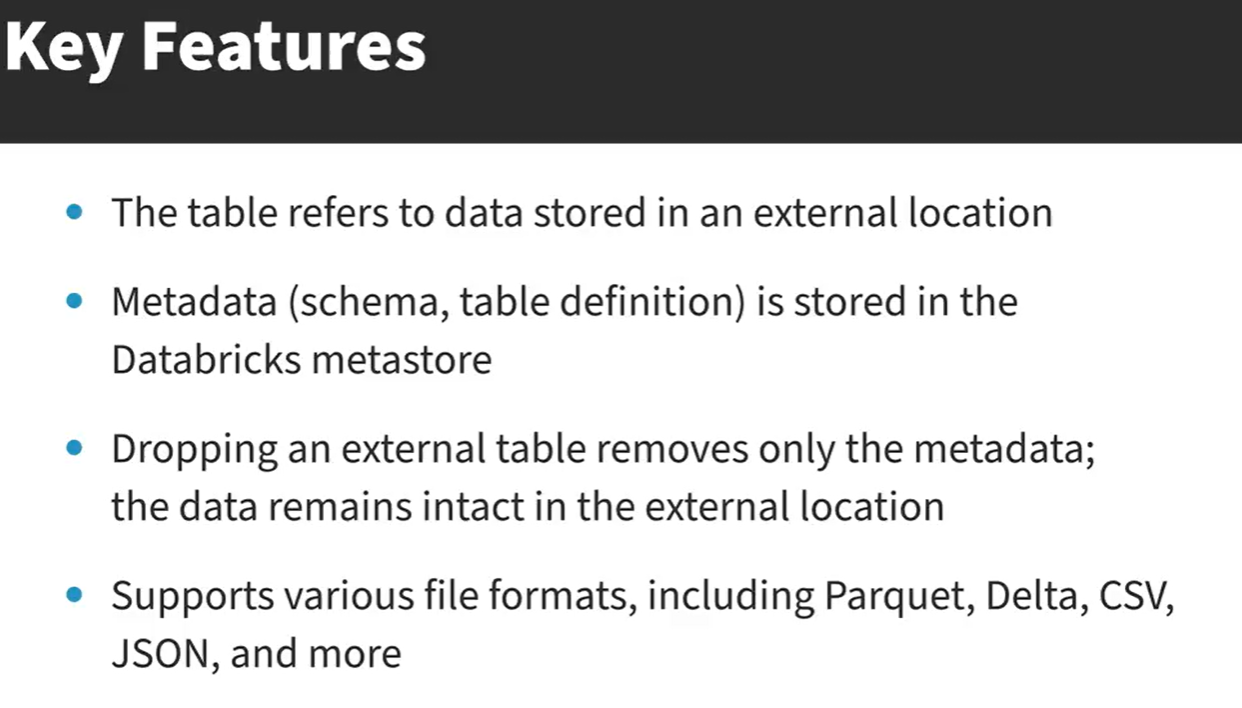 Key Features
The table refers to data stored in an external location
Metadata (schema, table definition) is stored in the
Databricks metastore
Dropping an external table removes only the metadata;
the data remains intact in the external location
Supports various file formats, including Parquet, Delta, CSV,
JSON, and more